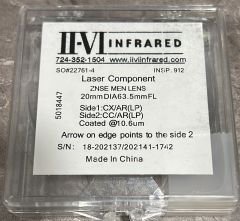 II-VI INFRARED
724-352-1504 www.iiviinfrared.com
SO#22761-4 INSP. 912
Laser Component
ZNSE MEN LENS
20mmDIA63.5mmFL
Side1:CX/AR(LP)
Side2:CC/AR(LP)
Coated @10.6um
Arrow on edge points to the side 2
S/N: 18-202137/202141-1742
Made In China
5018447